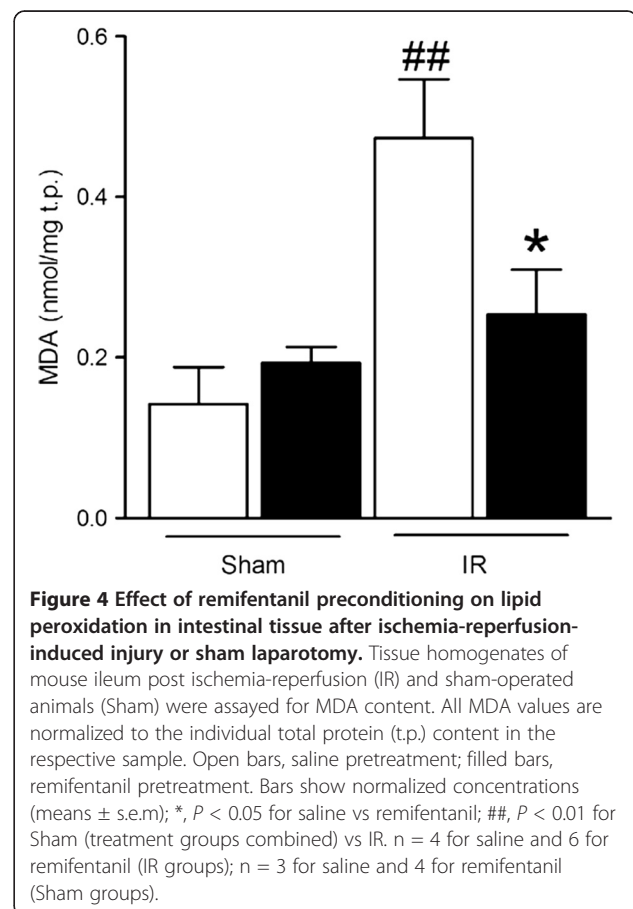 0.6
##
0.4
*
MDA (nmol/mg t.p.)
0.2
0.0
Sham
IR
Figure 4 Effect of remifentanil preconditioning on lipid
peroxidation in intestinal tissue after ischemia-reperfusion-
induced injury or sham laparotomy. Tissue homogenates of
mouse ileum post ischemia-reperfusion (IR) and sham-operated
animals (Sham) were assayed for MDA content. All MDA values are
normalized to the individual total protein (t.p.) content in the
respective sample. Open bars, saline pretreatment; filled bars,
remifentanil pretreatment. Bars show normalized concentrations
(means ± s.e.m); *, P < 0.05 for saline vs remifentanil; ##, P < 0.01 for
Sham (treatment groups combined) vs IR. n = 4 for saline and 6 for
remifentanil (IR groups); n = 3 for saline and 4 for remifentanil
(Sham groups).